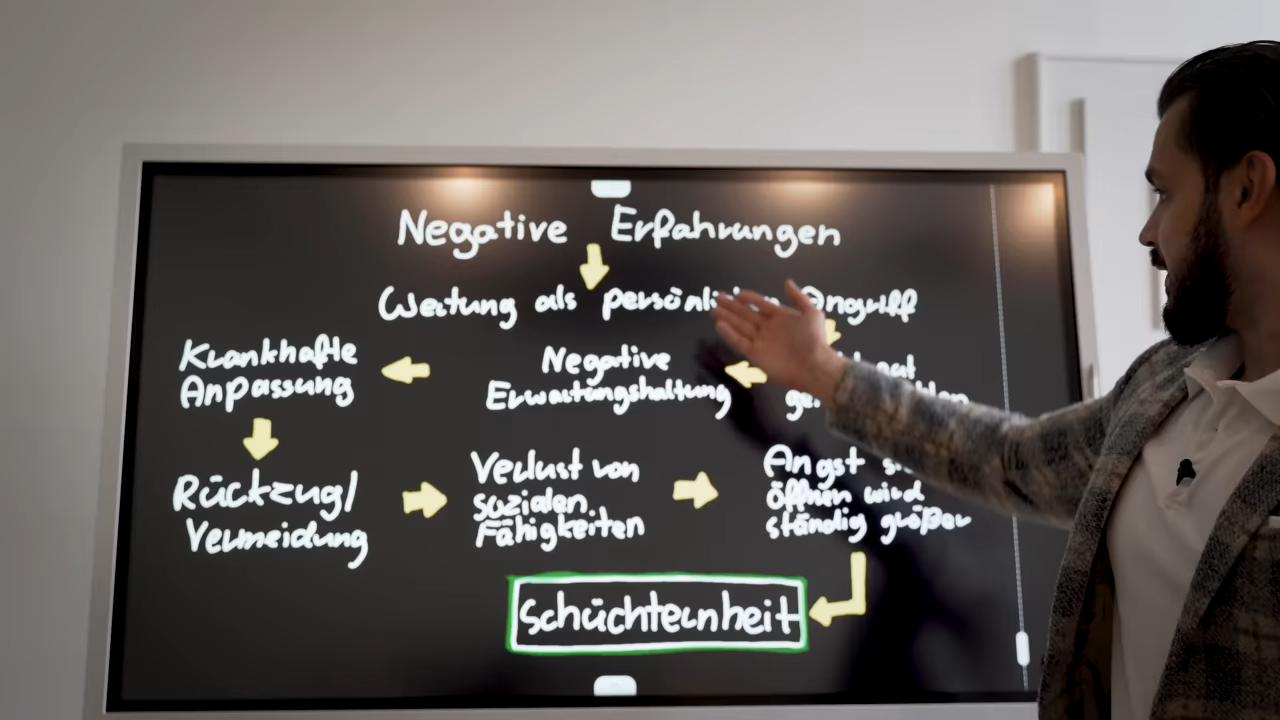 Negative Erfahrungen
Wertung als Angriff
Krankhafte
Anpassung
Negative
Erwartungshaltung
Rückzug/
Vermeidung
Verlust von
sozialen
Fähigkeiten
Angst
öffnen wird
ständig größer
Schüchternheit